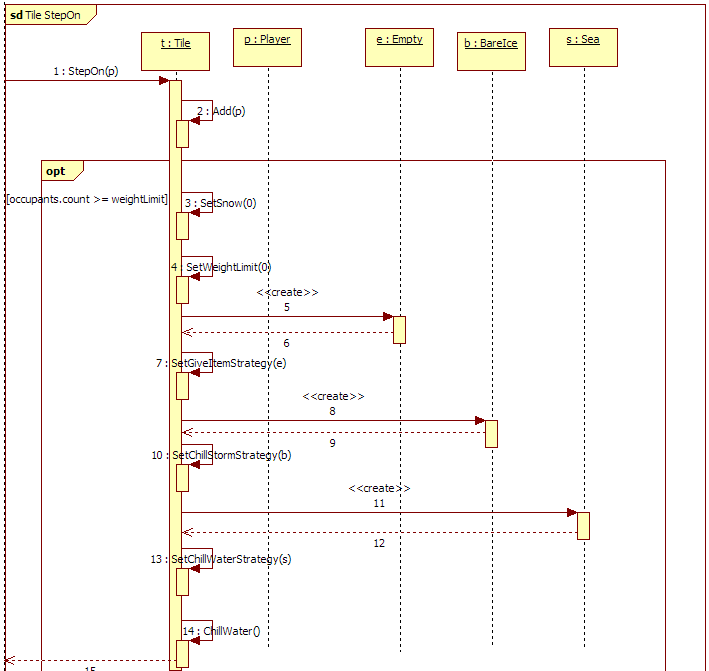 sd Tile StepOn
t : Tile
p : Player
e : Empty
b : BareIce
s : Sea
1 : StepOn(p)
2 : Add(p)
opt
[occupants.count >= weightLimit]
3 : SetSnow(0)
4 : SetWeightLimit(0)
<<create>>
5
6
7 : SetGiveItemStrategy(e)
<<create>>
8
9
10 : SetChillStormStrategy(b)
<<create>>
11
12
13 : SetChillWaterStrategy(s)
14 : ChillWater()
15